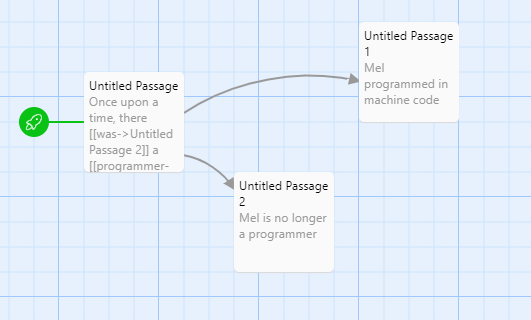 Untitled Passage
Once upon a
time, there
[[was->Untitled
Passage 2]] a
[[programmer-
Untitled Passage
1
Mel
programmed in
machine code
Untitled Passage
2
Mel is no longer
a programmer